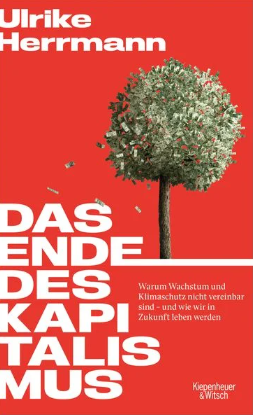 Ulrike
Herrmann
DAS
ENDE
DES
KAPI
TALIS
MUS
Warum Wachstum und
Klimaschutz nicht vereinbar
sind – und wie wir in
Zukunft leben werden
Kiepenheuer
&Witsch